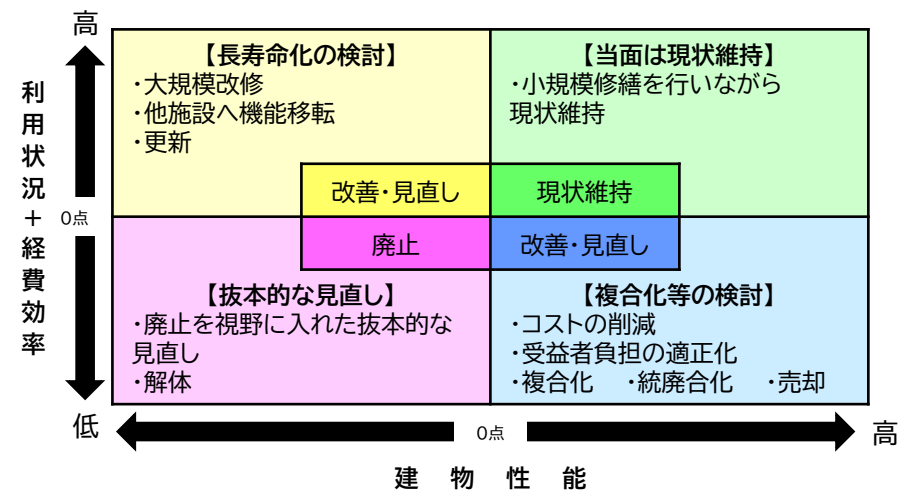 高
利用状況＋経費効率
0点
低
【長寿命化の検討】
・大規模改修
・他施設へ機能移転
・更新
改善・見直し
【当面は現状維持】
・小規模修繕を行いながら
現状維持
現状維持
廃止
【抜本的な見直し】
・廃止を視野に入れた抜本的な
見直し
・解体
改善・見直し
【複合化等の検討】
・コストの削減
・受益者負担の適正化
・複合化　・統廃合化　・売却
0点
高
建物性能